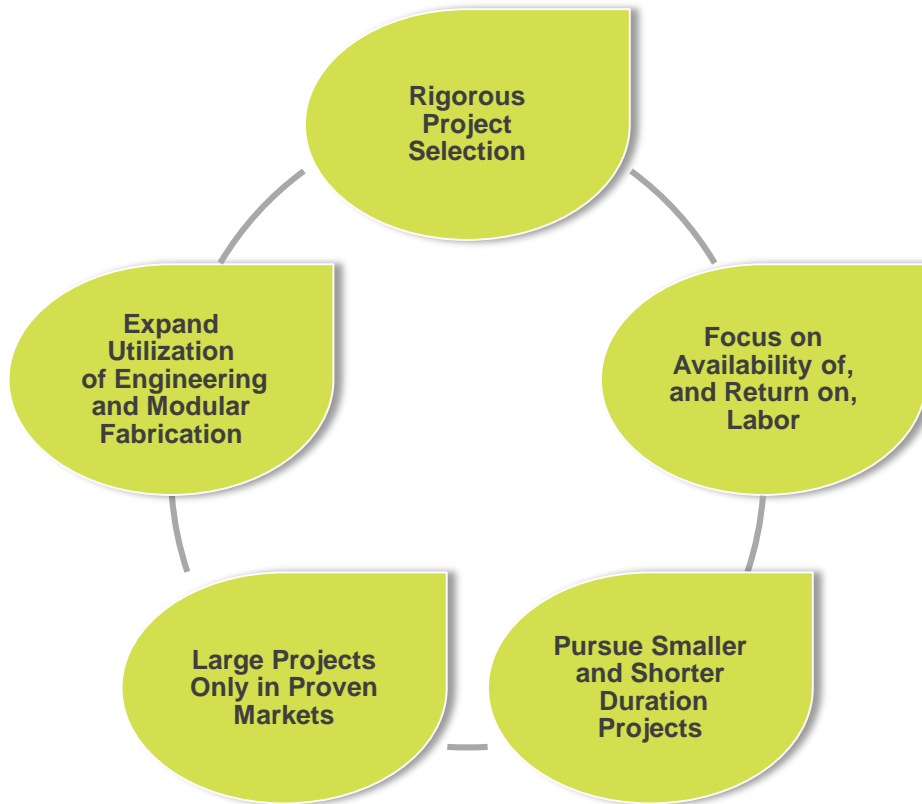 Rigorous
Project
Selection
Focus on
Availability of,
and Return on,
Labor
Pursue Smaller
and Shorter
Duration
Projects
Large Projects
Only in Proven
Markets
Expand
Utilization
of Engineering
and Modular
Fabrication